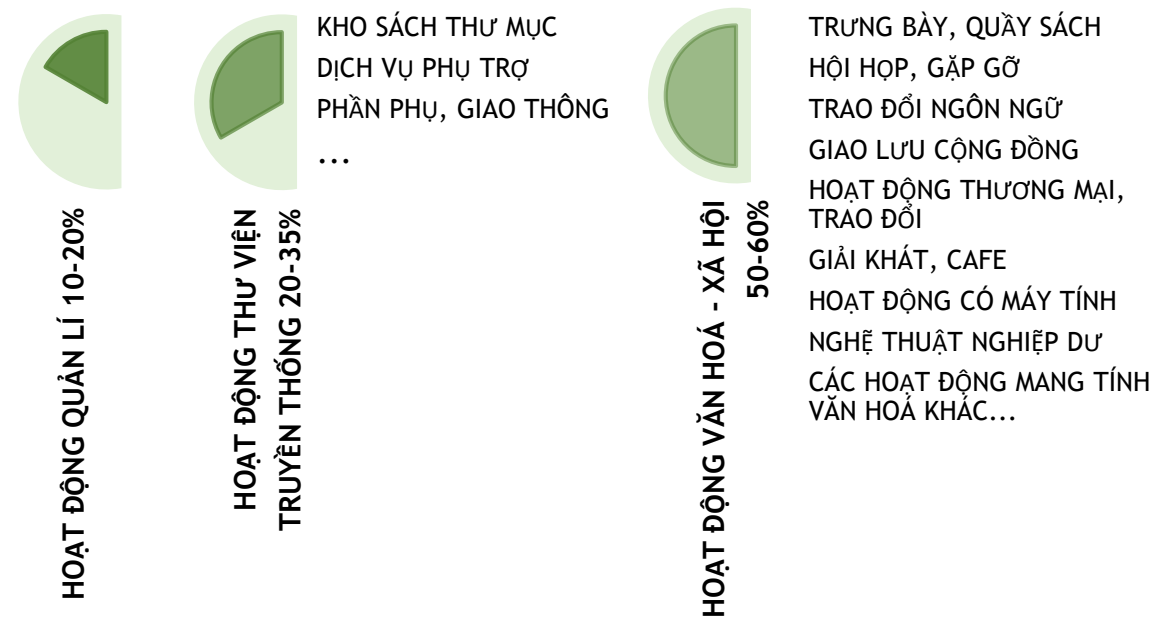 HOẠT ĐỘNG QUẢN LÍ 10-20%
HOẠT ĐỘNG THƯ VIỆN
TRUYỀN THỐNG 20-35%
KHO SÁCH THƯ MỤC
DỊCH VỤ PHỤ TRỢ
PHẦN PHỤ, GIAO THÔNG
...
HOẠT ĐỘNG VĂN HOÁ - XÃ HỘI
50-60%
TRƯNG BÀY, QUẦY SÁCH
HỘI HỌP, GẶP GỠ
TRAO ĐỔI NGÔN NGỮ
GIAO LƯU CỘNG ĐỒNG
HOẠT ĐỘNG THƯƠNG MẠI,
TRAO ĐỔI
GIẢI KHÁT, CAFE
HOẠT ĐỘNG CÓ MÁY TÍNH
NGHỆ THUẬT NGHIỆP DƯ
CÁC HOẠT ĐỘNG MANG TÍNH
VĂN HOÁ KHÁC...